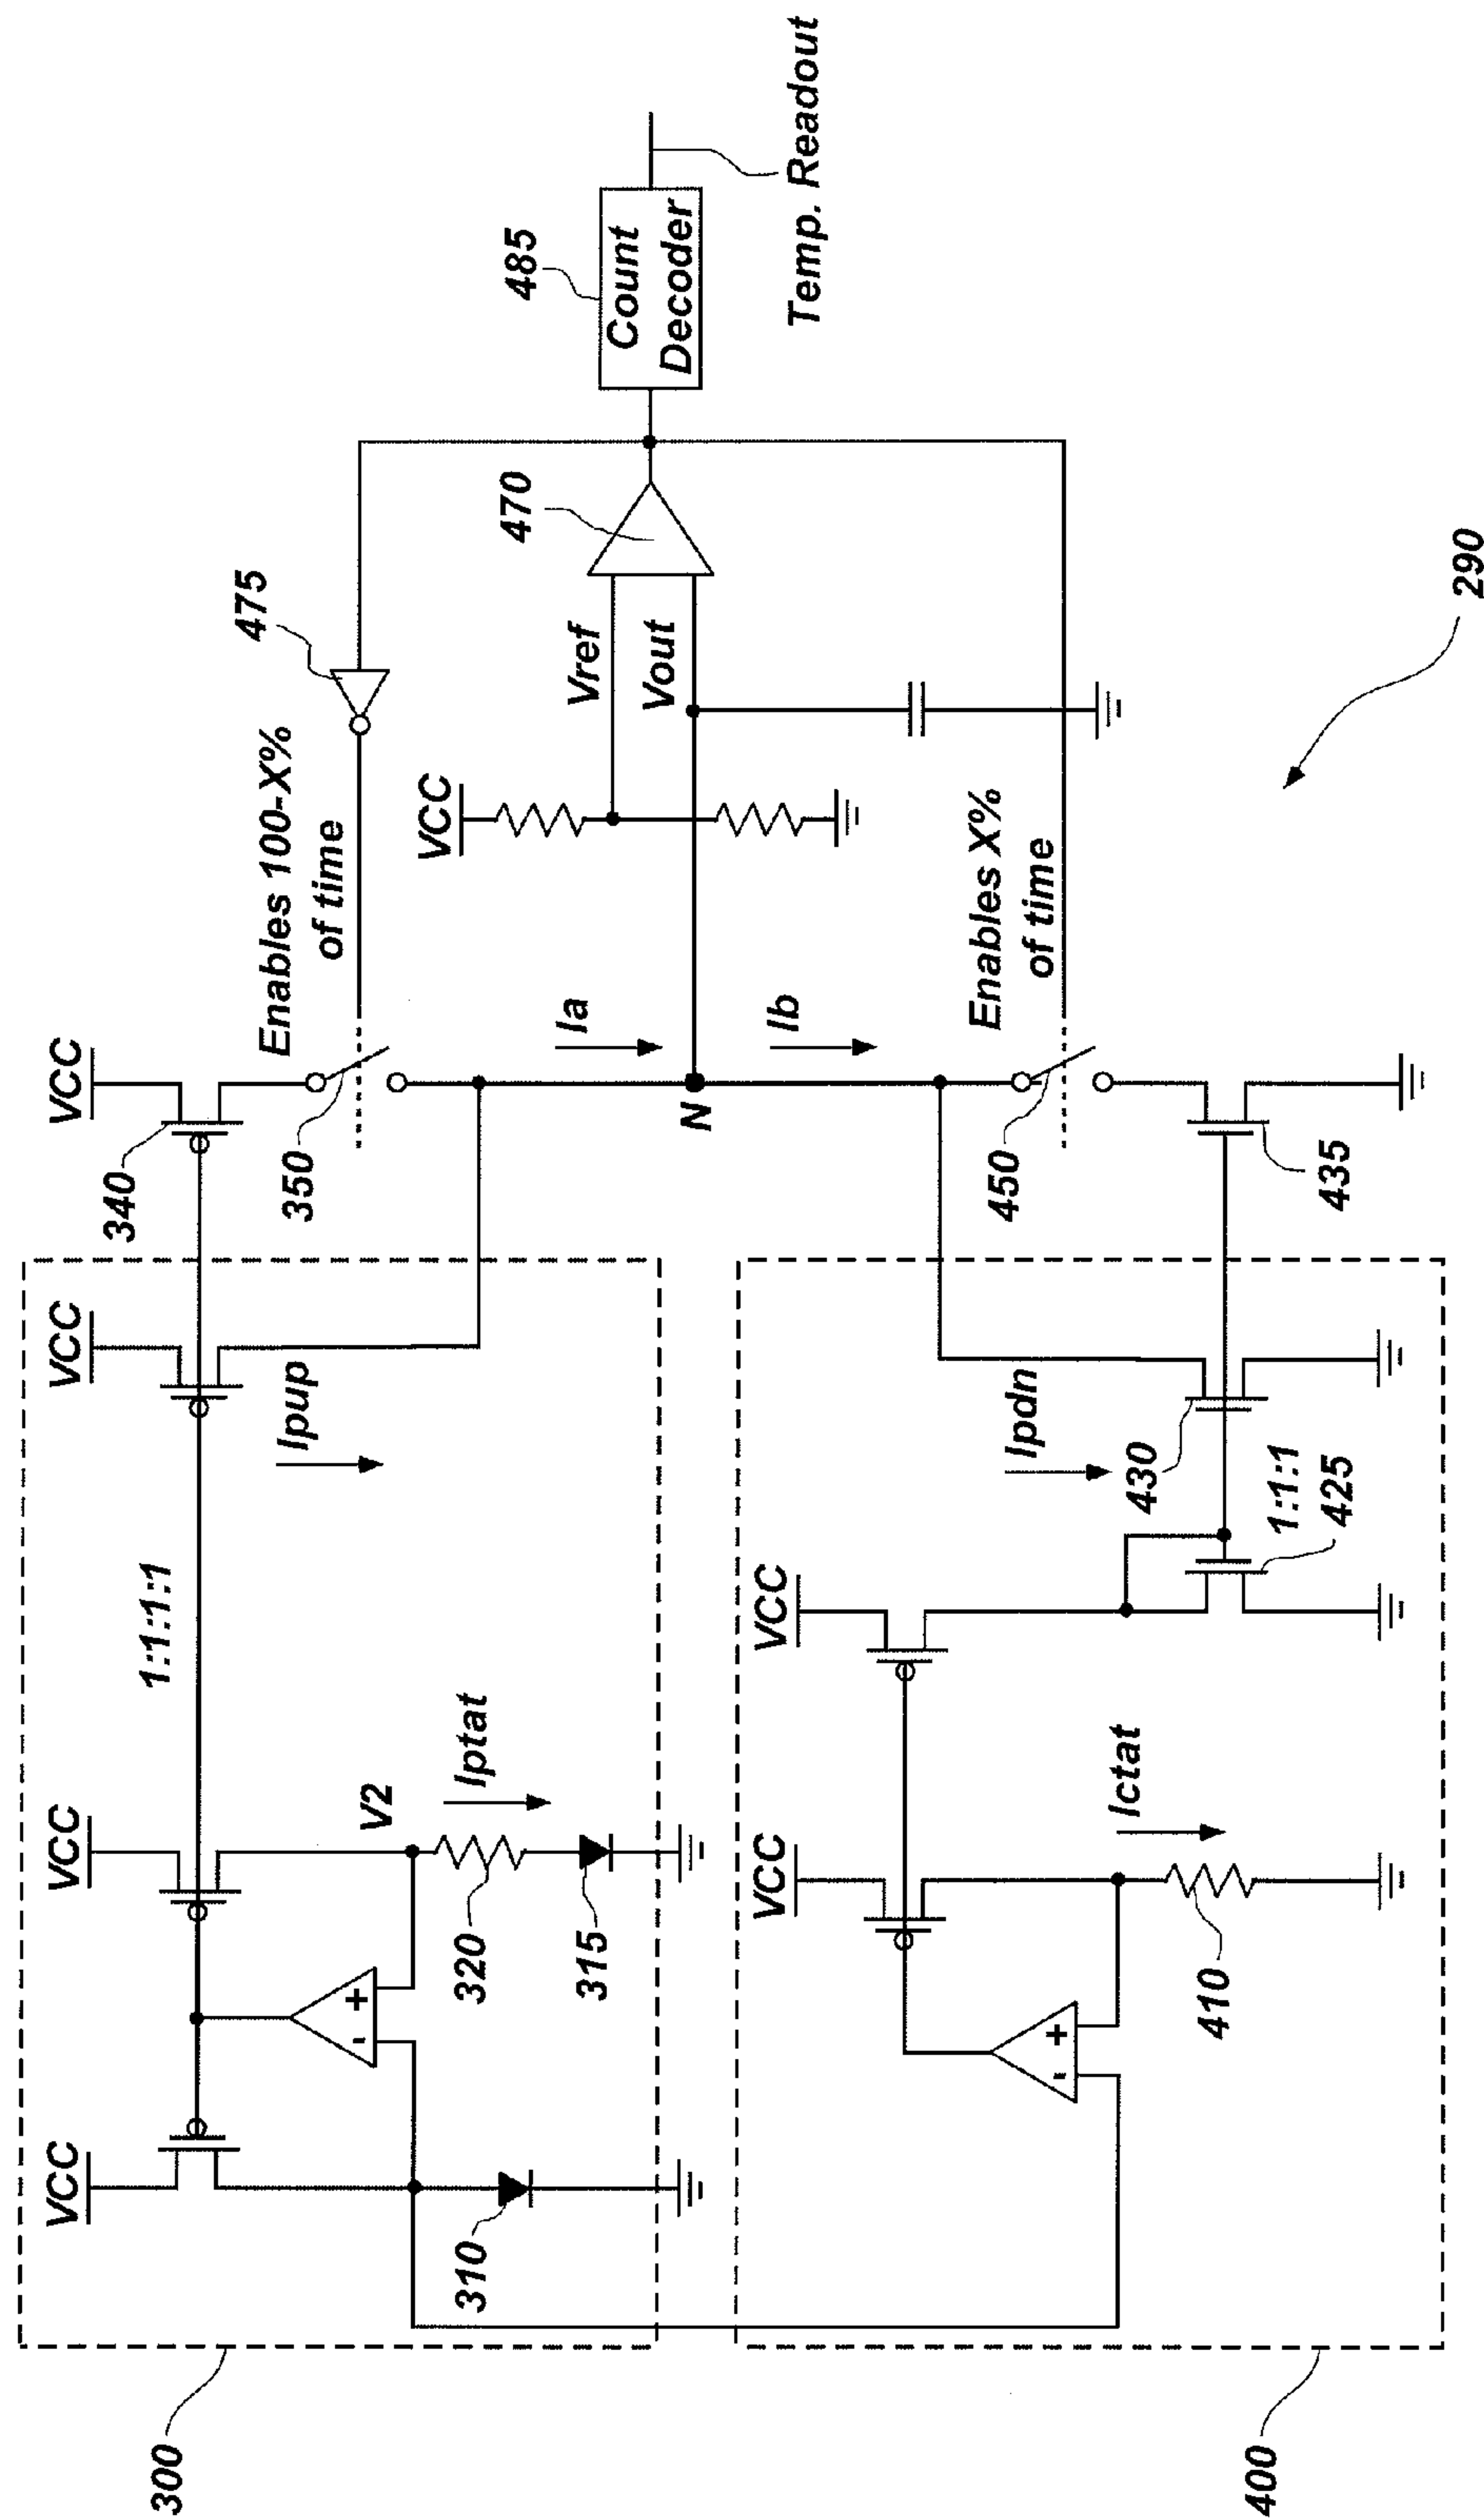 300
VCC
310
VCC
V2
Iptat
320
315
1:1:1:1
VCC
Ipup
340
VCC
350
Enables 100-X%
of time
475
Ia
N
Ib
VCC
Vref
Vout
470
485
Count
Decoder
Temp. Readout
400
- +
- +
VCC
Ictat
410
VCC
Ipdn
430
1:1:1
425
450
435
Enables X%
of time
290